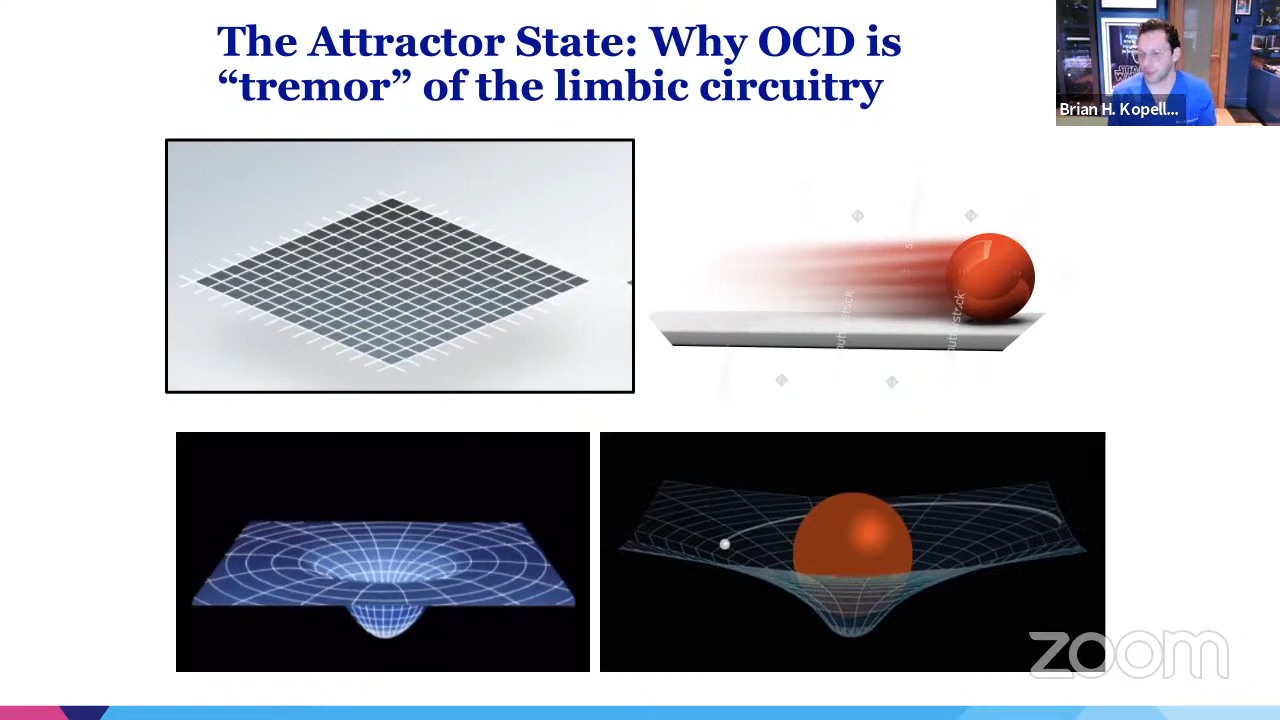 The Attractor State: Why OCD is
“tremor” of the limbic circuitry
Brian H. Kopell...
zoom